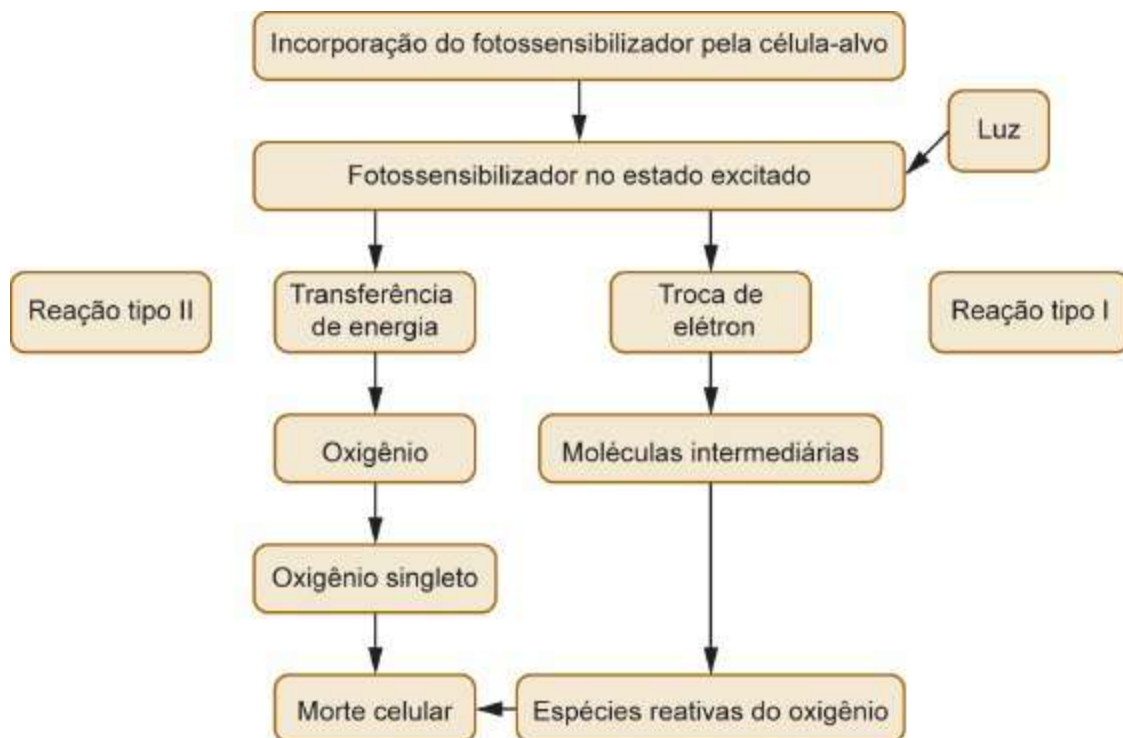 Incorporação do fotossensibilizador pela célula-alvo
Luz
Fotossensibilizador no estado excitado
Reação tipo II
Transferência
de energia
Troca de
elétron
Reação tipo I
Oxigênio
Moléculas intermediárias
Oxigênio singleto
Morte celular
Espécies reativas do oxigênio